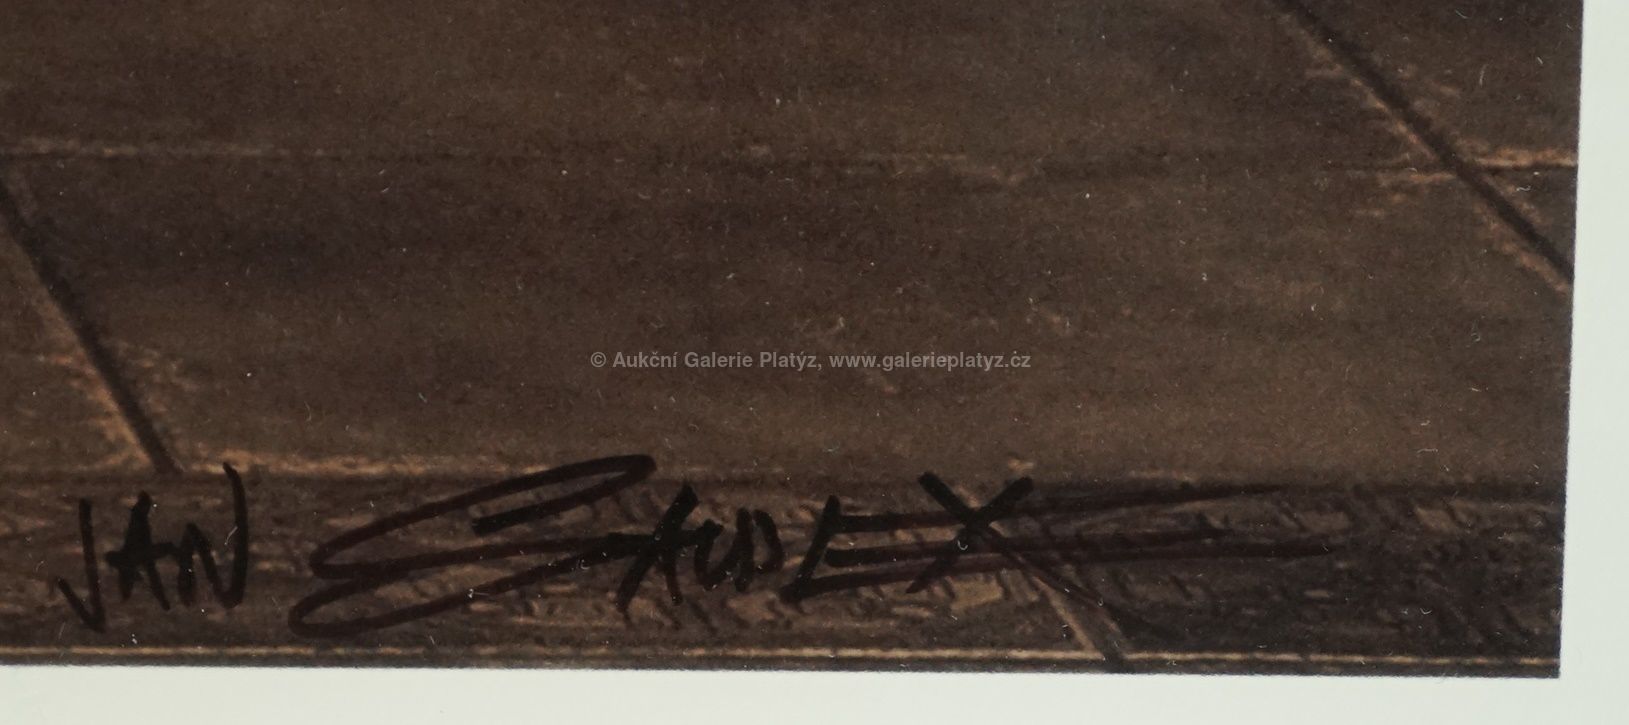 © Aukční Galerie Platýz, www.galerieplatyz.cz
JAN SAUDEK